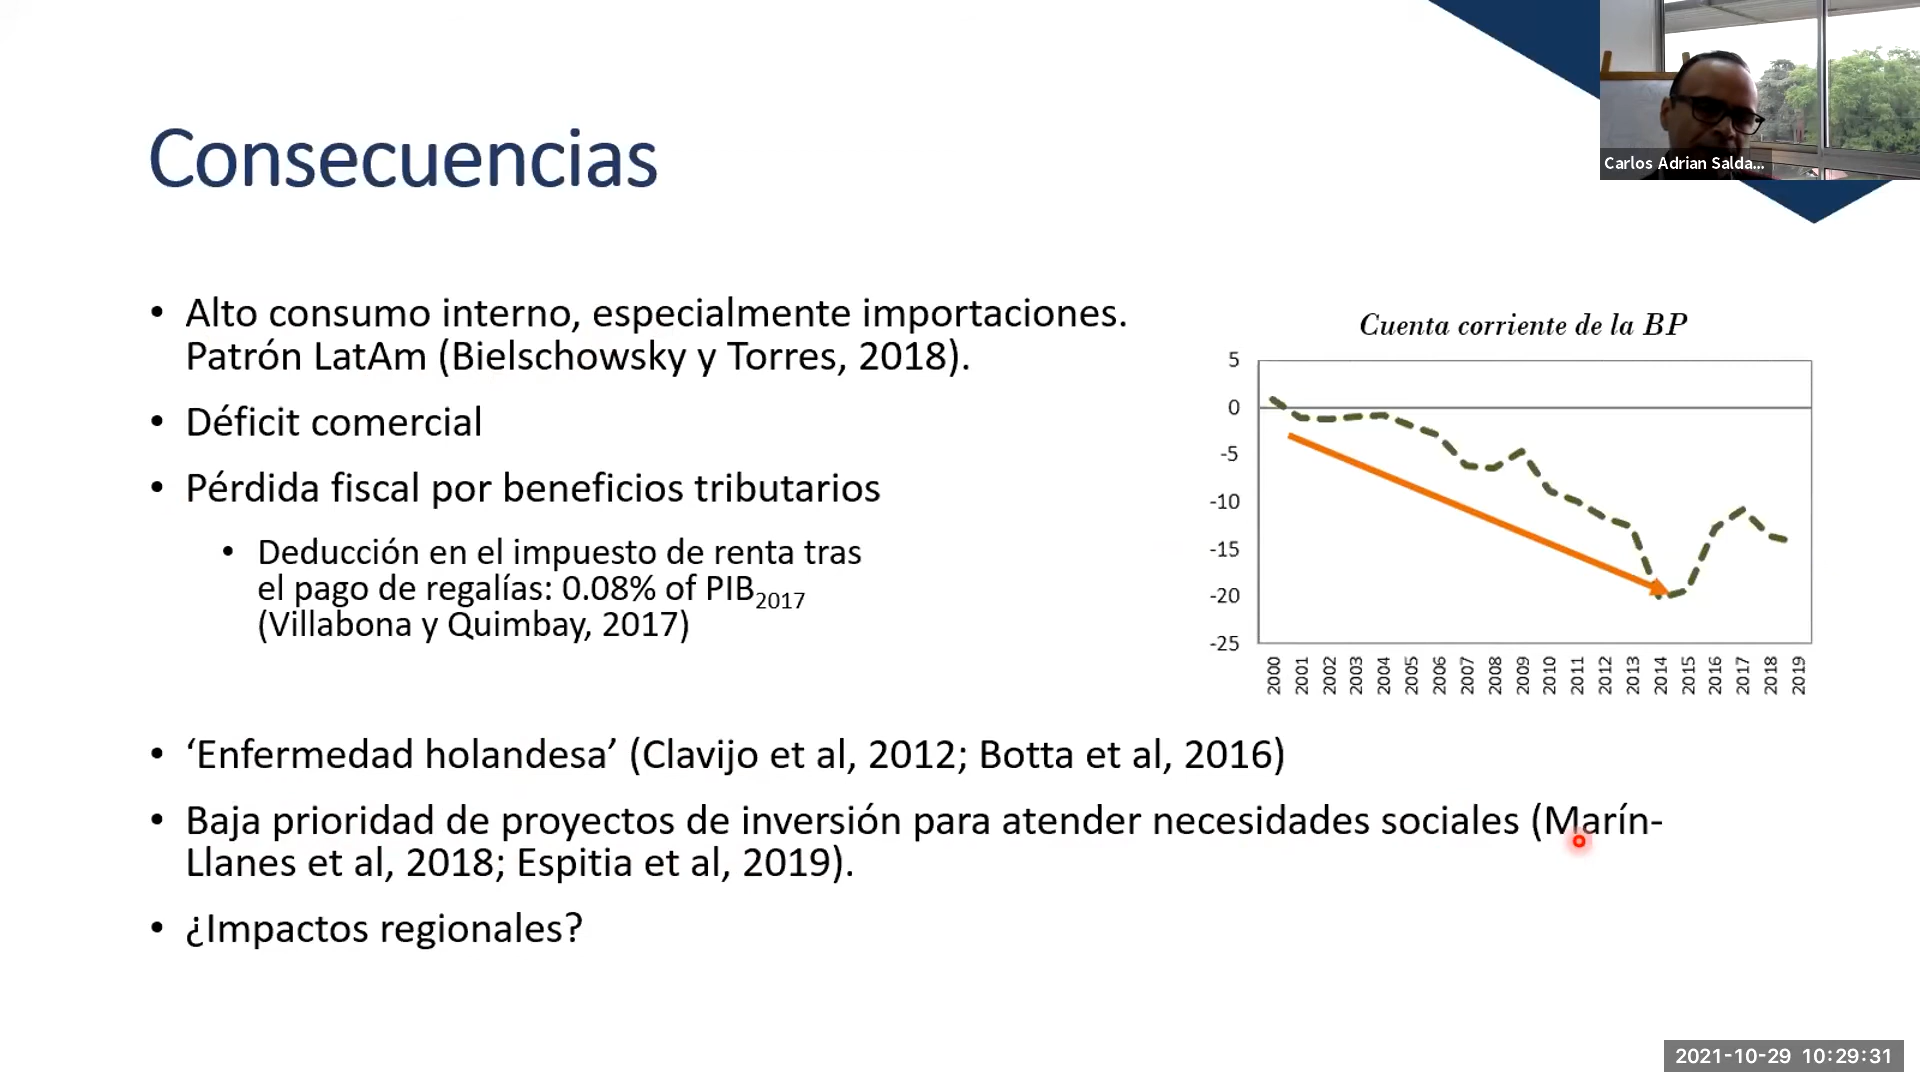 Carlos Adrian Salda...
Consecuencias
• Alto consumo interno, especialmente importaciones.
Patrón LatAm (Bielschowsky y Torres, 2018).
• Déficit comercial
• Pérdida fiscal por beneficios tributarios
• Deducción en el impuesto de renta tras
el pago de regalías: 0.08% of PIB2017
(Villabona y Quimbay, 2017)
Cuenta corriente de la BP
5
0
-5
-10
-15
-20
-25
2000 2001 2002 2003 2004 2005 2006 2007 2008 2009 2010 2011 2012 2013 2014 2015 2016 2017 2018 2019
• ‘Enfermedad holandesa’ (Clavijo et al, 2012; Botta et al, 2016)
• Baja prioridad de proyectos de inversión para atender necesidades sociales (Marín-
Llanes et al, 2018; Espitia et al, 2019).
• ¿Impactos regionales?
2021-10-29 10:29:31